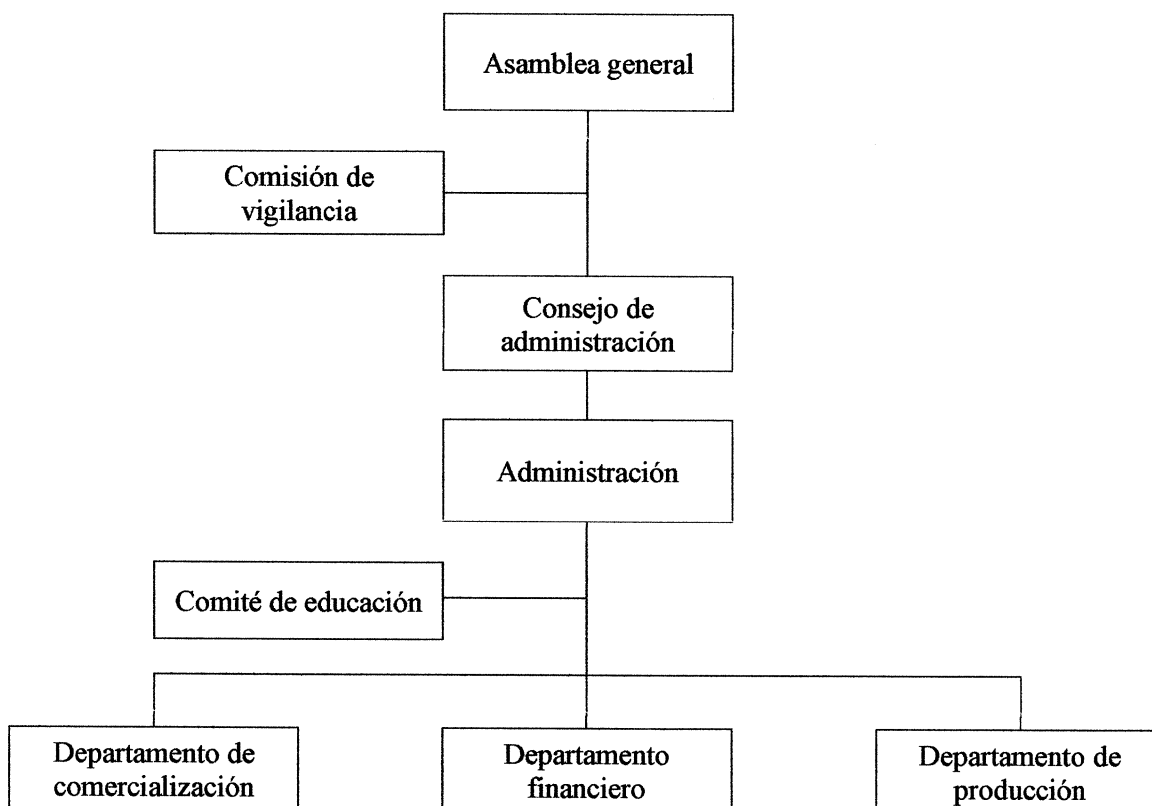 Asamblea general
Comisión de
vigilancia
Consejo de
administración
Administración
Comité de educación
Departamento de
comercialización
Departamento
financiero
Departamento de
producción